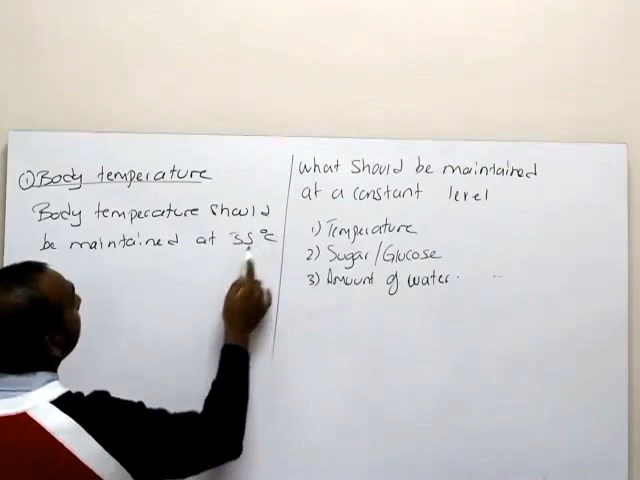 ① Body temperature
Body temperature should
be maintained at 35°C
what should be maintained
at a constant level
1) Temperature
2) Sugar/Glucose
3) Amount of water.